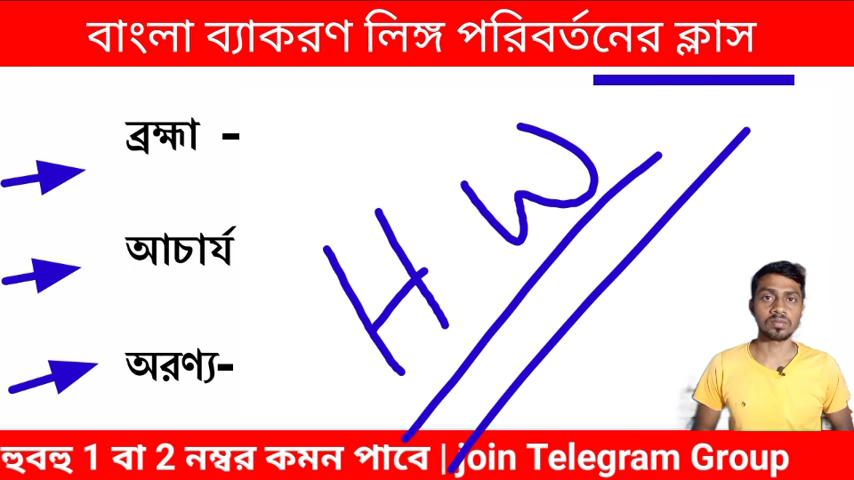 বাংলা ব্যাকরণ লিঙ্গ পরিবর্তনের ক্লাস
ব্রহ্মা -
আচার্য
অরণ্য-
HW
হুবহু 1 বা 2 নম্বর কমন পাবে | join Telegram Group